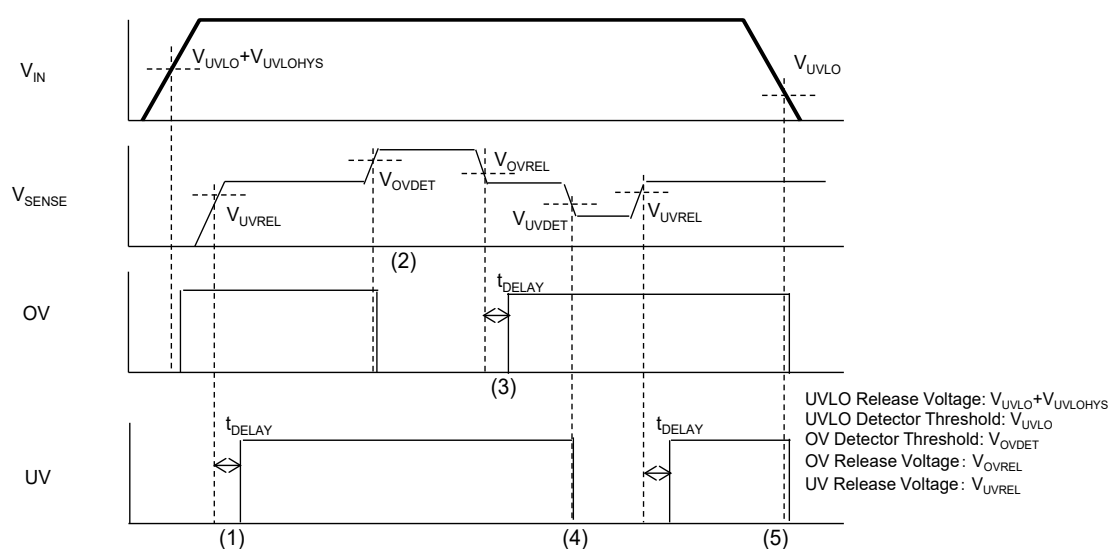 V_UVLO+V_UVLOHYS
V_UVLO
V_IN
V_OVREL
V_OVDET
V_SENSE
V_UVREL
V_UVDET
V_UVREL
(2)
t_DELAY
OV
(3)
UVLO Release Voltage: V_UVLO+V_UVLOHYS
UVLO Detector Threshold: V_UVLO
OV Detector Threshold: V_OVDET
OV Release Voltage: V_OVREL
UV Release Voltage: V_UVREL
t_DELAY
t_DELAY
UV
(1)
(4)
(5)